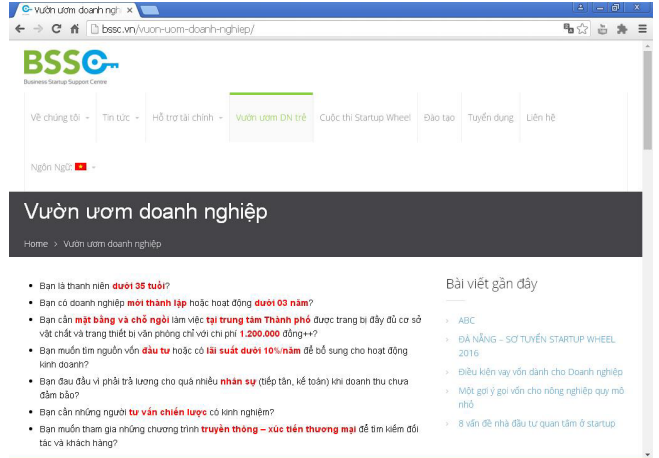 Vườn ươm doanh ngh
bssc.vn/vuon-uom-doanh-nghiep/
BSSC
Business Startup Support Centre
Về chúng tôi
Tin tức
Hỗ trợ tài chính
Vườn ươm DN trẻ
Cuộc thi Startup Wheel
Đào tạo
Tuyển dụng
Liên hệ
Ngôn Ngữ:
Vườn ươm doanh nghiệp
Home > Vườn ươm doanh nghiệp
Bạn là thanh niên dưới 35 tuổi?
Bạn có doanh nghiệp mới thành lập hoặc hoạt động dưới 03 năm?
Bạn cần mặt bằng và chỗ ngồi làm việc tại trung tâm Thành phố được trang bị đầy đủ cơ sở
vật chất và trang thiết bị văn phòng chỉ với chi phí 1.200.000 đồng++?
Bạn muốn tìm nguồn vốn đầu tư hoặc có lãi suất dưới 10%/năm để bổ sung cho hoạt động
kinh doanh?
Bạn đau đầu vì phải trả lương cho quá nhiều nhân sự (tiếp tân, kế toán) khi doanh thu chưa
đảm bảo?
Bạn cần những người tư vấn chiến lược có kinh nghiệm?
Bạn muốn tham gia những chương trình truyền thông – xúc tiến thương mại để tìm kiếm đối
tác và khách hàng?
Bài viết gần đây
ABC
ĐÀ NẴNG – SƠ TUYỂN STARTUP WHEEL
2016
Điều kiện vay vốn dành cho Doanh nghiệp
Một gợi ý gọi vốn cho nông nghiệp quy mô
nhỏ
8 vấn đề nhà đầu tư quan tâm ở startup